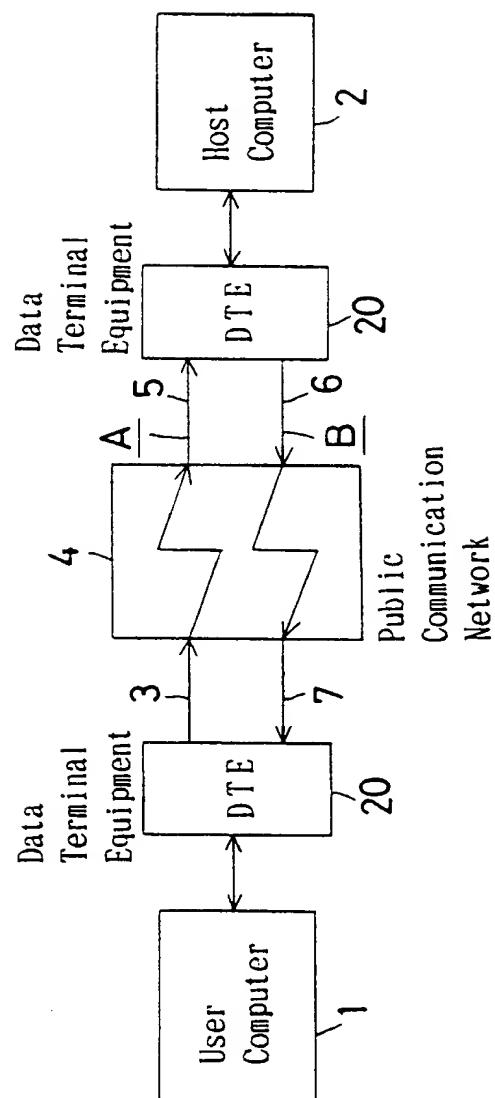 User
Computer
1
Data
Terminal
Equipment
DTE
20
3
7
4
Public
Communication
Network
A
5
B
6
Data
Terminal
Equipment
DTE
20
Host
Computer
2